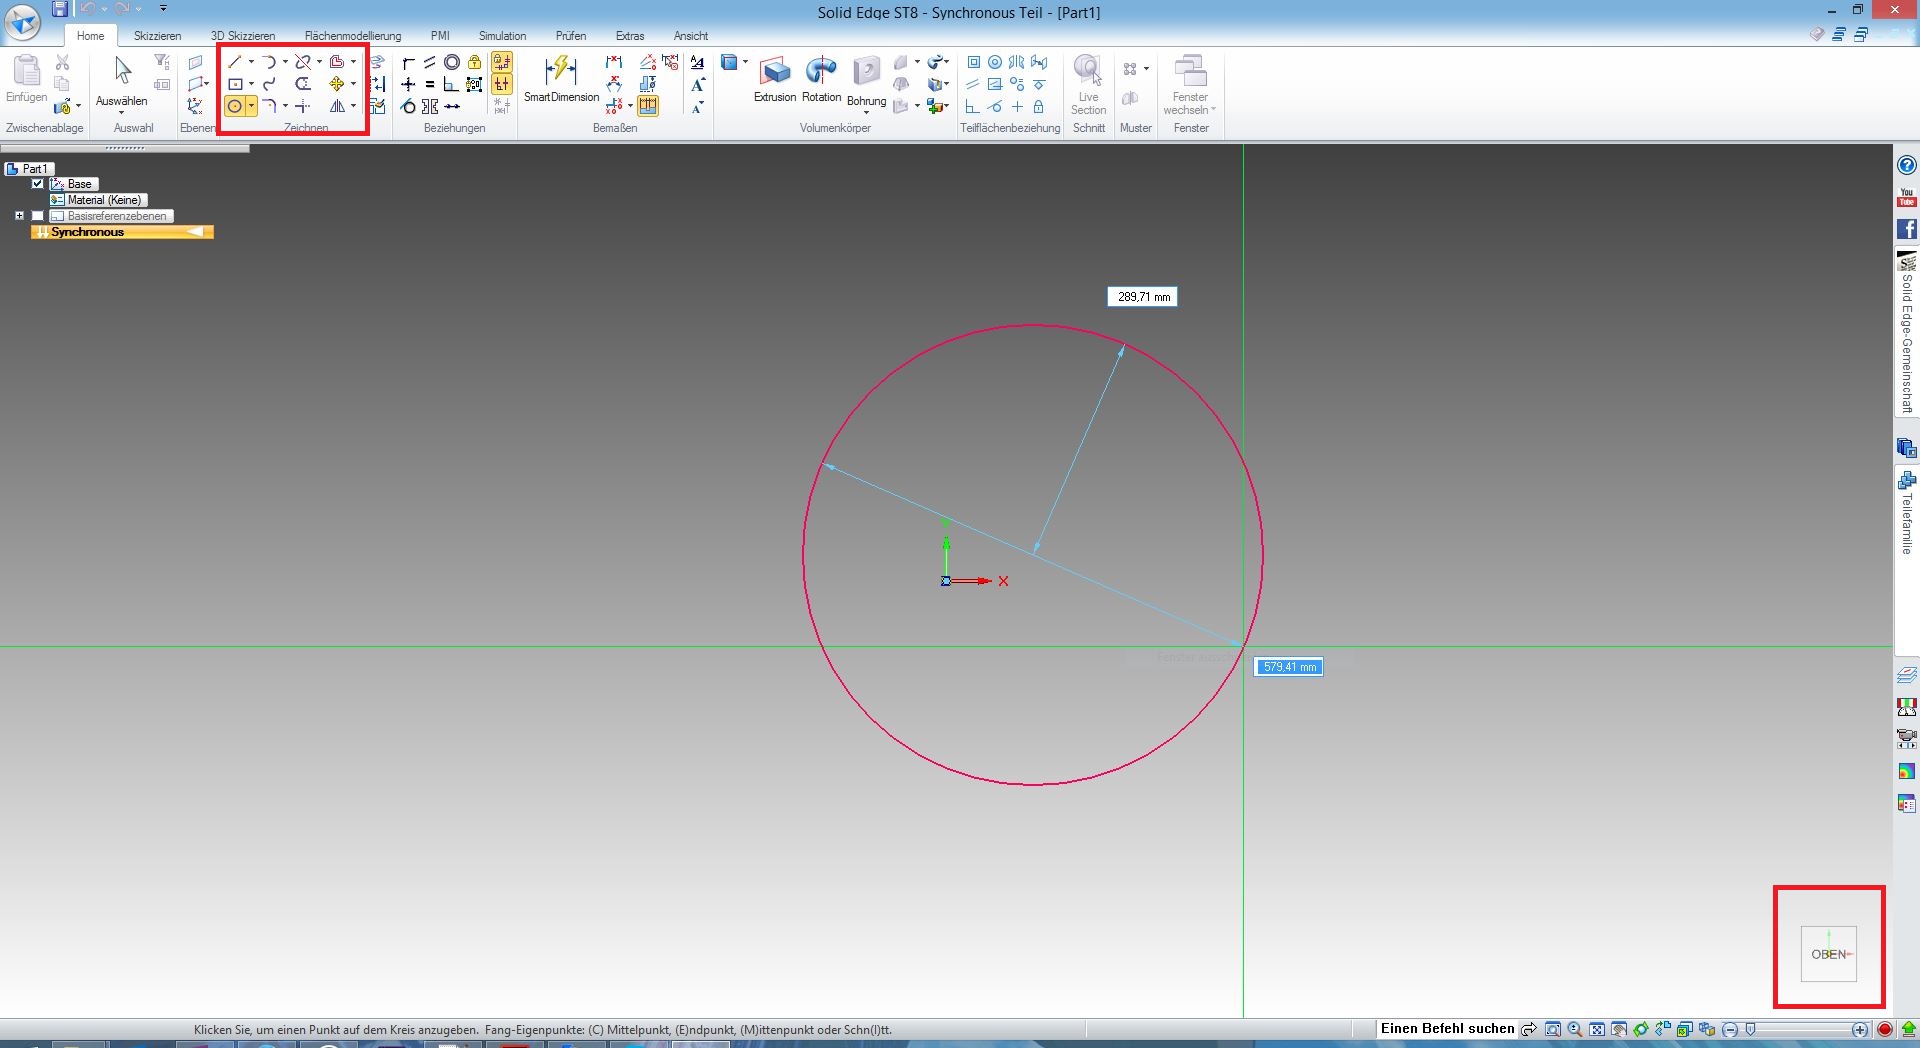 Solid Edge ST8 - Synchronous Teil - [Part1]
Home Skizzieren 3D Skizzieren Flächenmodellierung PMI Simulation Prüfen Extras Ansicht
Einfügen
Auswählen
SmartDimension
Extrusion Rotation Bohrung
Live Section
Fenster wechseln
Zwischenablage Auswahl Ebenen Zeichnen Beziehungen Bemaßen Volumenkörper Teilflächenbeziehung Schnitt Muster Fenster
Part1
Base
Material (Keine)
Basisreferenzebenen
Synchronous
289,71 mm
X
579,41 mm
You
Tube
Solid Edge-Gemeinschaft
Teilefamilie
OBEN
Klicken Sie, um einen Punkt auf dem Kreis anzugeben. Fang-Eigenpunkte: (C) Mittelpunkt, (E)ndpunkt, (M)ittenpunkt oder Schn(I)tt.
Einen Befehl suchen